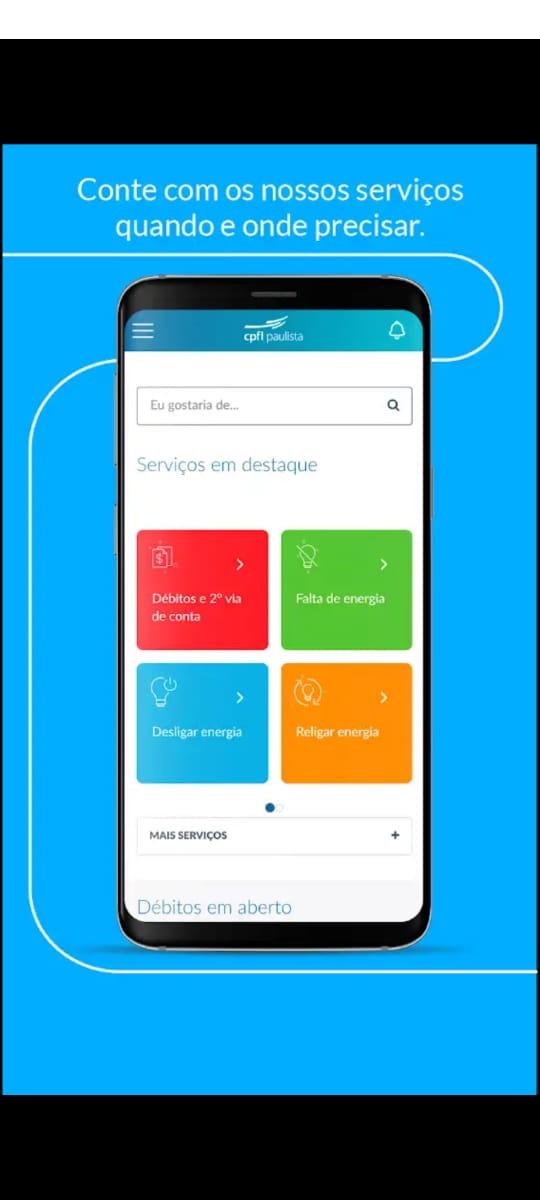 Conte com os nossos serviços
quando e onde precisar.
cpfl paulista
Eu gostaria de...
Serviços em destaque
$
Débitos e 2º via
de conta
Falta de energia
Desligar energia
Religar energia
MAIS SERVIÇOS +
Débitos em aberto